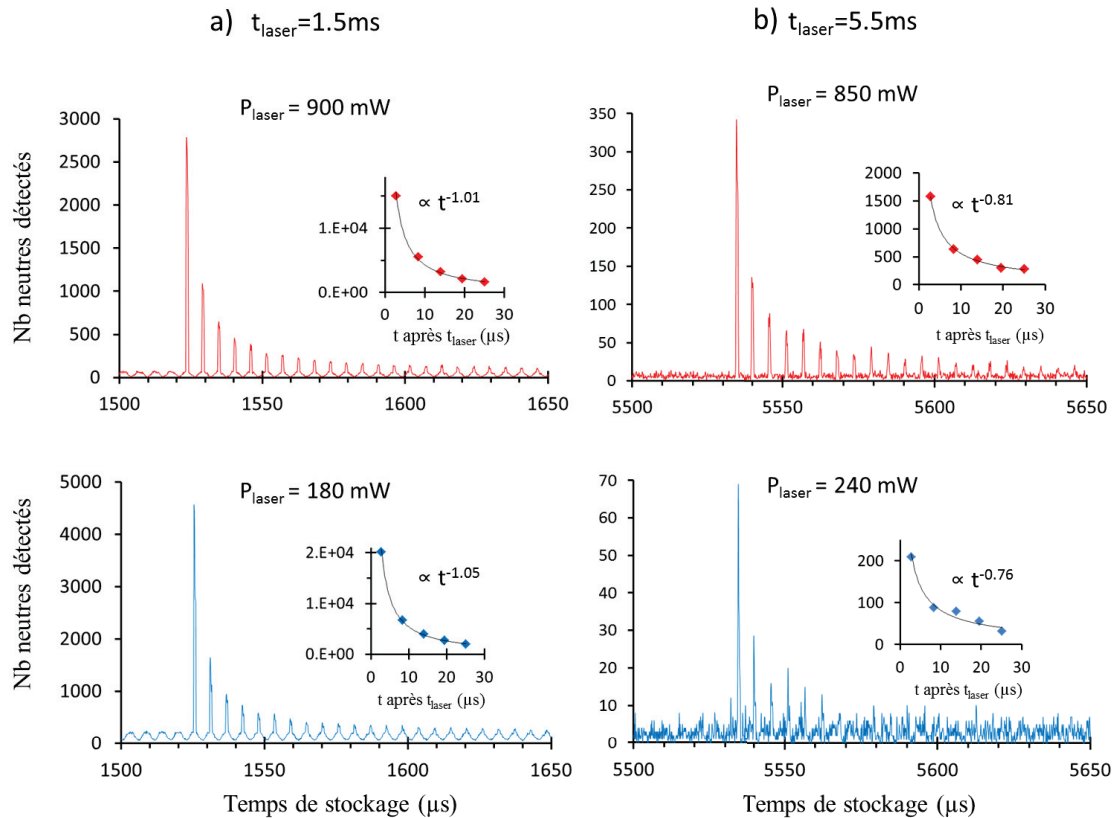 a) t_laser=1.5ms
b) t_laser=5.5ms
P_laser = 900 mW
Nb neutres détectés
3000
2500
2000
1500
1000
500
0
1500 1550 1600 1650
∝ t^-1.01
1.E+04
0.E+00
0 10 20 30
t après t_laser (µs)
P_laser = 850 mW
350
300
250
200
150
100
50
0
5500 5550 5600 5650
∝ t^-0.81
2000
1500
1000
500
0
0 10 20 30
t après t_laser (µs)
P_laser = 180 mW
Nb neutres détectés
5000
4000
3000
2000
1000
0
1500 1550 1600 1650
Temps de stockage (µs)
∝ t^-1.05
2.E+04
1.E+04
0.E+00
0 10 20 30
t après t_laser (µs)
P_laser = 240 mW
70
60
50
40
30
20
10
0
5500 5550 5600 5650
Temps de stockage (µs)
∝ t^-0.76
200
100
0
0 10 20 30
t après t_laser (µs)